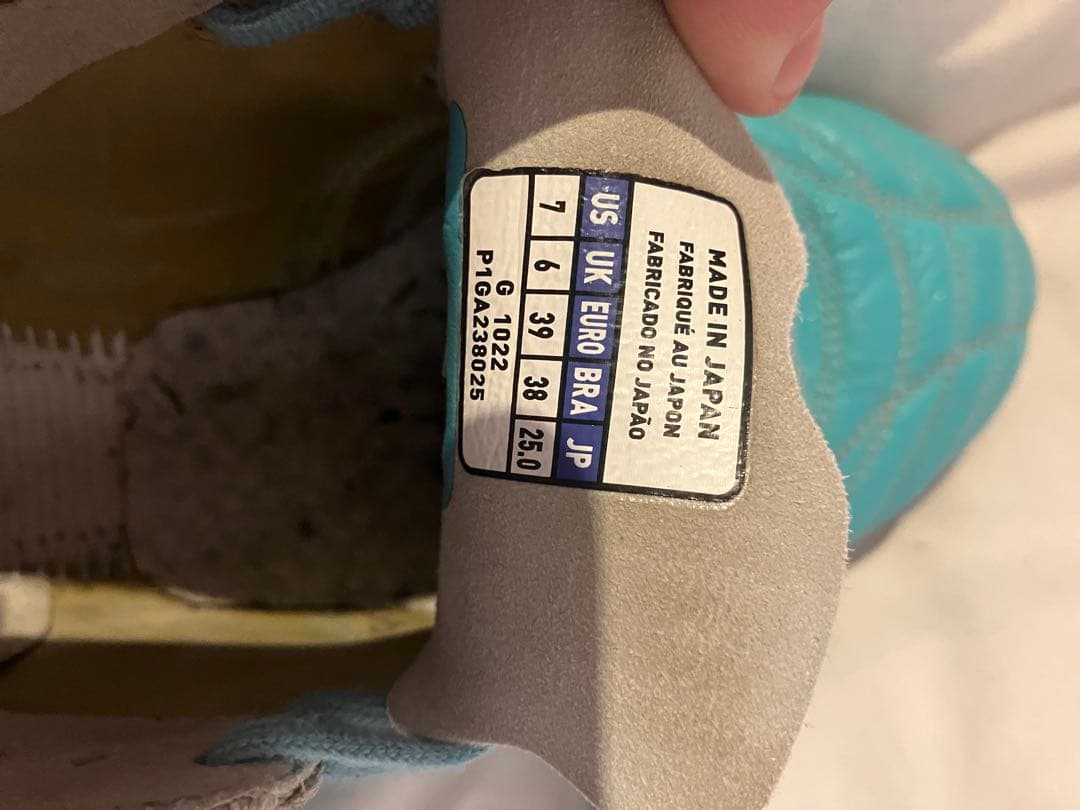 MADE IN JAPAN
FABRIQUÉ AU JAPON
FABRICADO NO JAPÃO
US UK EURO BRA JP
7 6 39 38 25.0
G 1022
P1GA238025